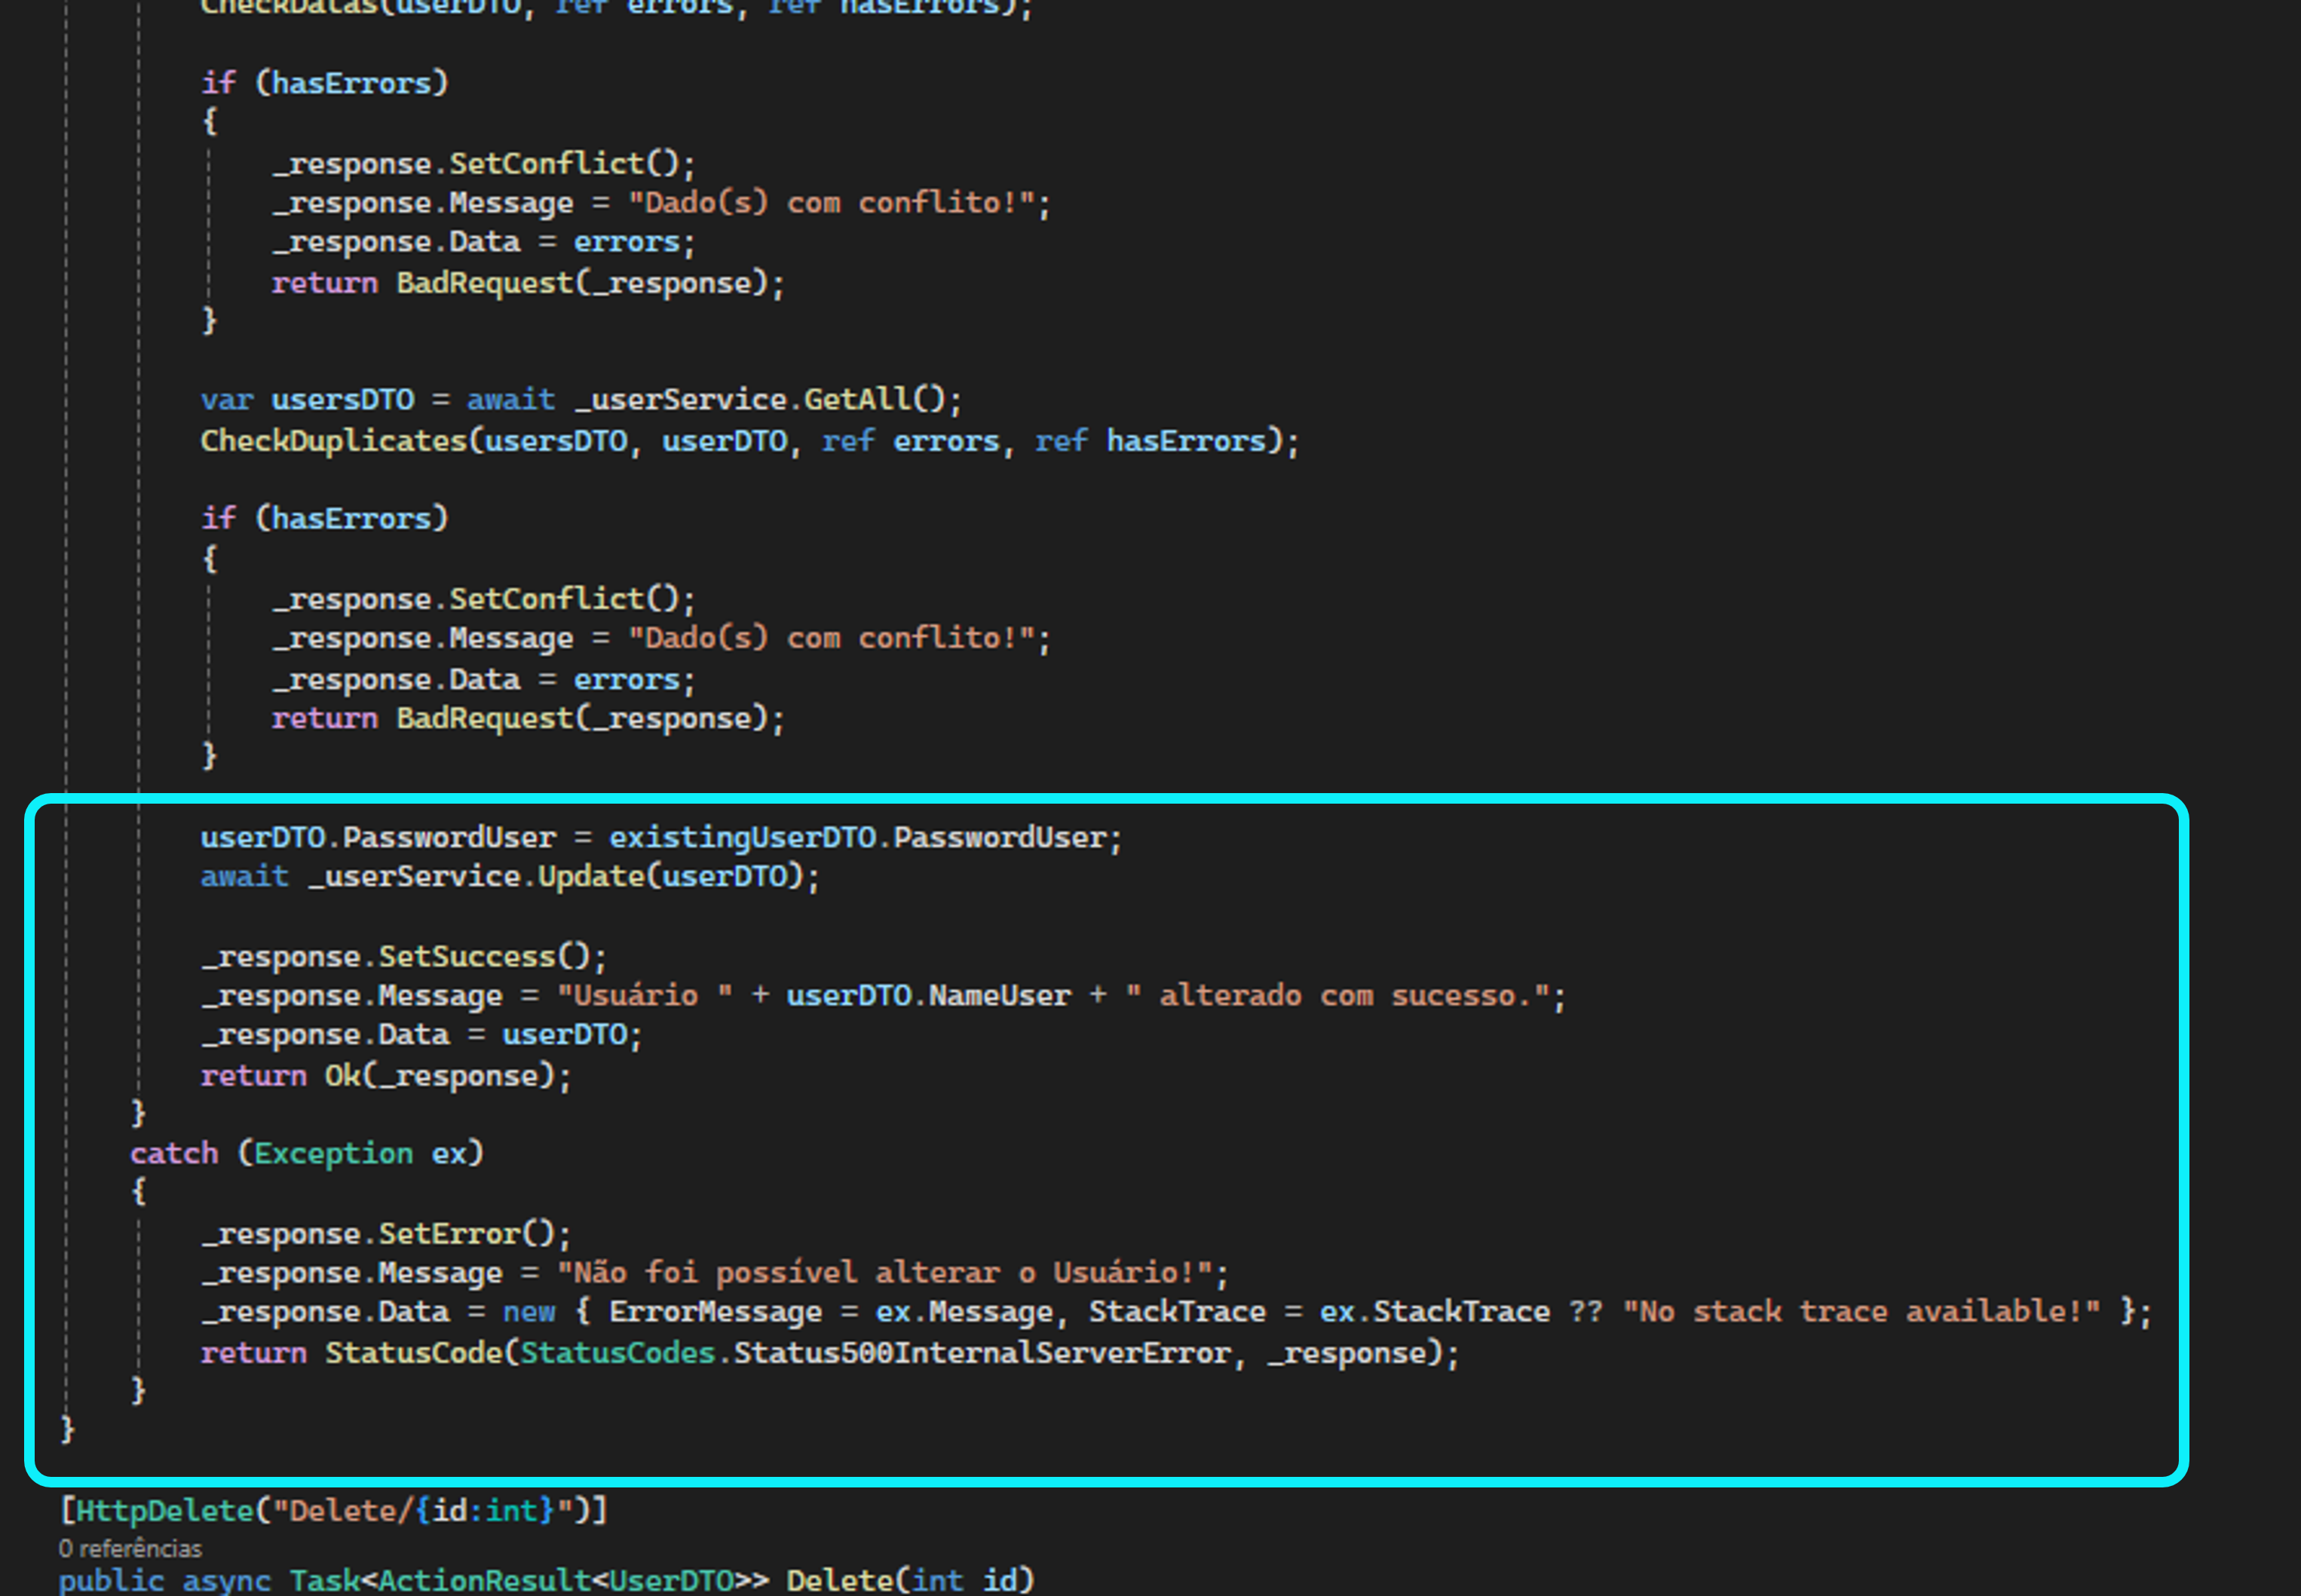 CheckDatas(userDTO, ref errors, ref hasErrors);
if (hasErrors)
{
_response.SetConflict();
_response.Message = "Dado(s) com conflito!";
_response.Data = errors;
return BadRequest(_response);
}
var usersDTO = await _userService.GetAll();
CheckDuplicates(usersDTO, userDTO, ref errors, ref hasErrors);
if (hasErrors)
{
_response.SetConflict();
_response.Message = "Dado(s) com conflito!";
_response.Data = errors;
return BadRequest(_response);
}
userDTO.PasswordUser = existingUserDTO.PasswordUser;
await _userService.Update(userDTO);
_response.SetSuccess();
_response.Message = "Usuário " + userDTO.NameUser + " alterado com sucesso.";
_response.Data = userDTO;
return Ok(_response);
}
catch (Exception ex)
{
_response.SetError();
_response.Message = "Não foi possível alterar o Usuário!";
_response.Data = new { ErrorMessage = ex.Message, StackTrace = ex.StackTrace ?? "No stack trace available!" };
return StatusCode(StatusCodes.Status500InternalServerError, _response);
}
}
[HttpDelete("Delete/{id:int}")]
0 referências
public async Task<ActionResult<UserDTO>> Delete(int id)